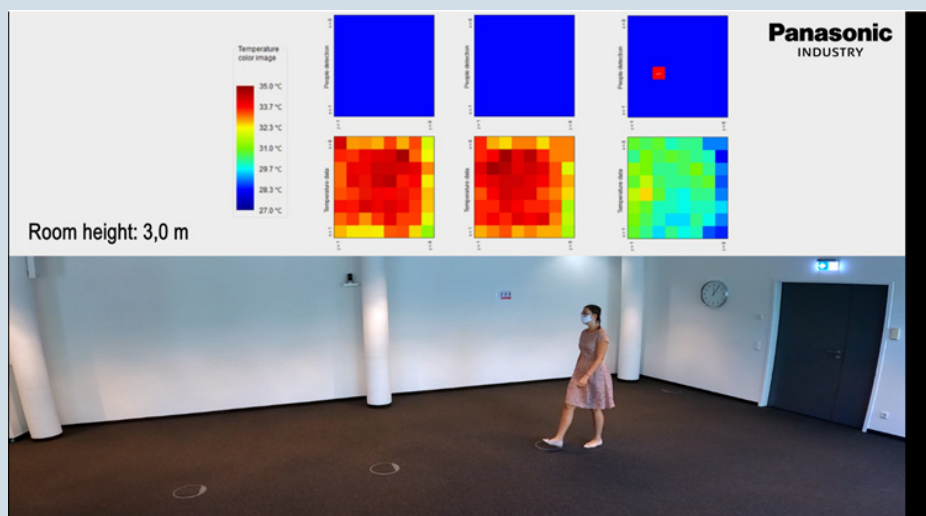 Panasonic
INDUSTRY
Temperature
color image
35.0 °C
33.7 °C
32.3 °C
31.0 °C
29.7 °C
28.3 °C
27.0 °C
People detection
People detection
People detection
Temperature data
Temperature data
Temperature data
Room height: 3,0 m